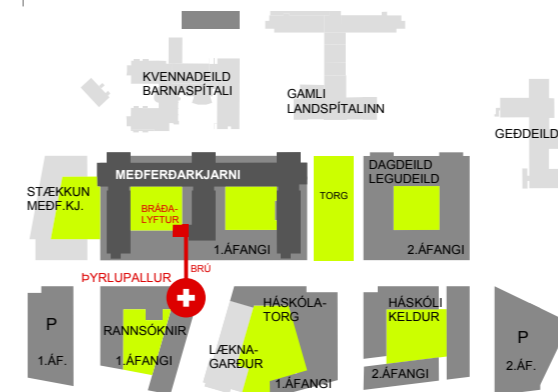 KVENNADEILD
BARNASPÍTALI
GAMLI
LANDSPÍTALINN
GEÐDEILD
MEÐFERÐARKJARNI
DAGDEILD
LEGUDEILD
STÆKKUN
MEÐF.KJ.
TORG
BRÁÐA-
LYFTUR
1.ÁFANGI
2.ÁFANGI
BRÚ
ÞYRLUPALLUR
P
1.ÁF.
RANNSÓKNIR
1.ÁFANGI
LÆKNA-
GARÐUR
HÁSKÓLA-
TORG
1.ÁFANGI
HÁSKÓLI
KELDUR
2.ÁFANGI
P
2.ÁF.